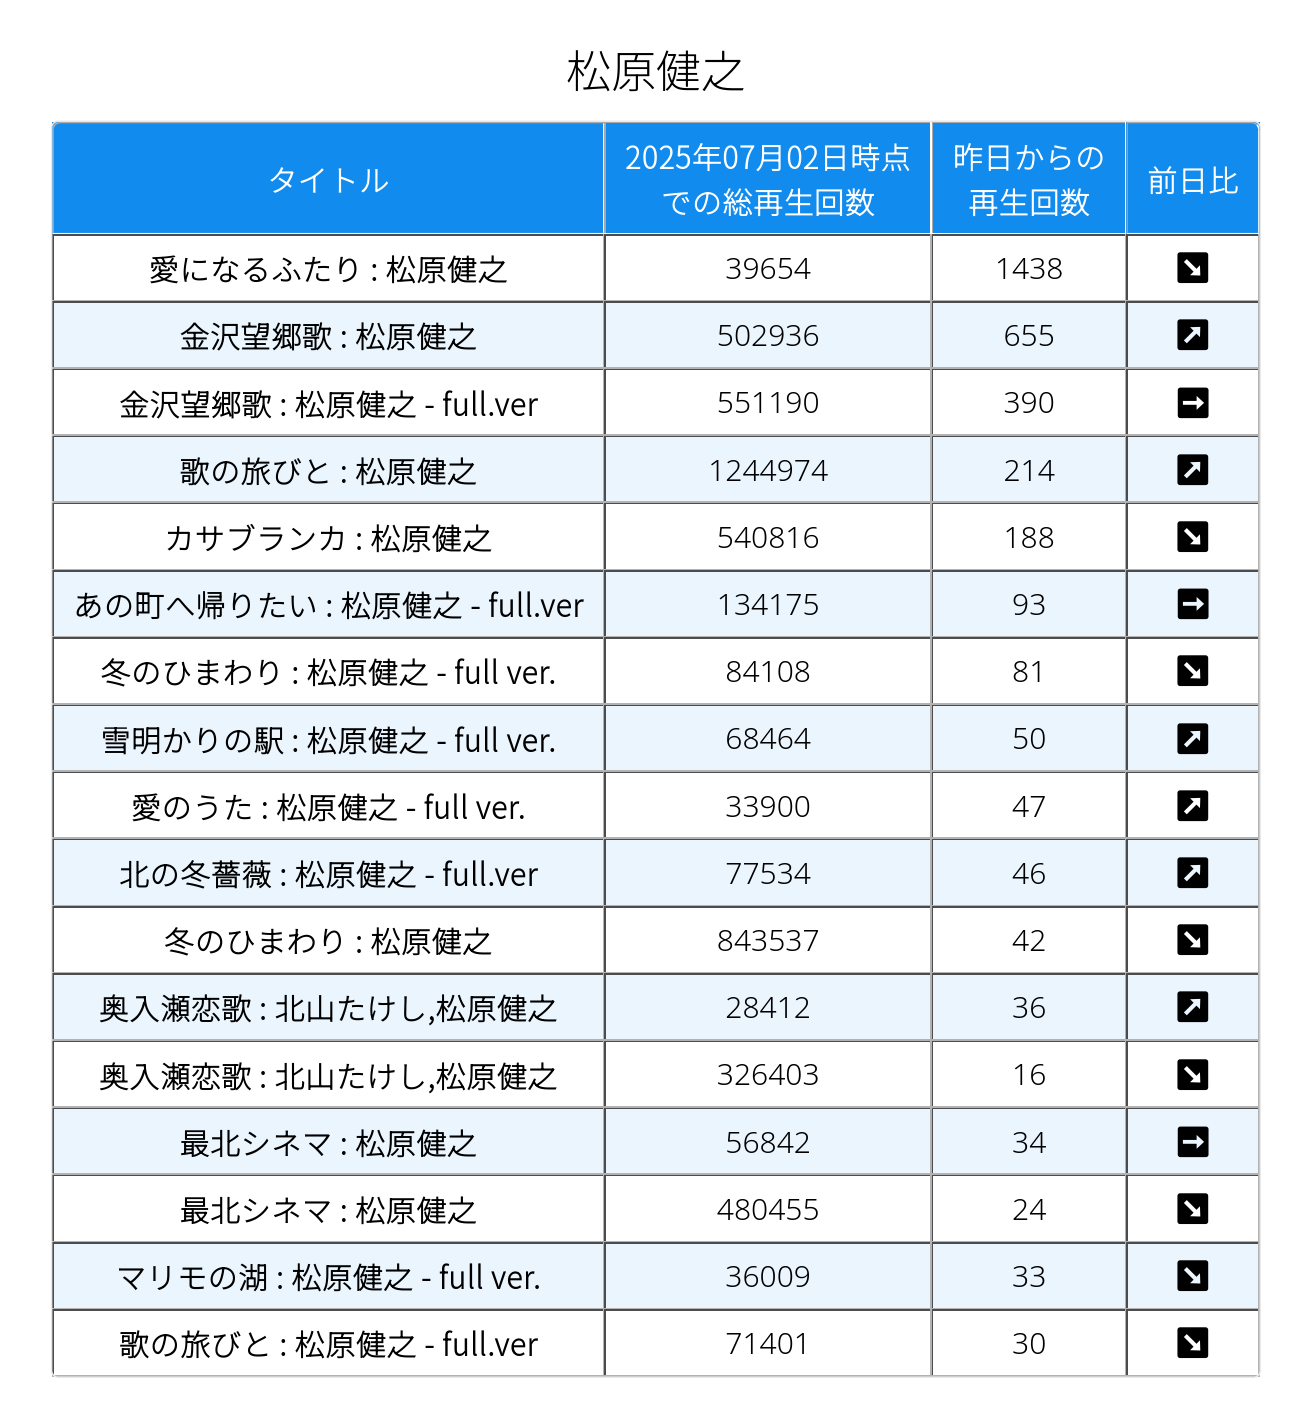 松原健之
タイトル 2025年07月02日時点での総再生回数 昨日からの再生回数 前日比
愛になるふたり : 松原健之 39654 1438 ↘
金沢望郷歌 : 松原健之 502936 655 ↗
金沢望郷歌 : 松原健之 - full.ver 551190 390 →
歌の旅びと : 松原健之 1244974 214 ↗
カサブランカ : 松原健之 540816 188 ↘
あの町へ帰りたい : 松原健之 - full.ver 134175 93 →
冬のひまわり : 松原健之 - full ver. 84108 81 ↘
雪明かりの駅 : 松原健之 - full ver. 68464 50 ↗
愛のうた : 松原健之 - full ver. 33900 47 ↗
北の冬薔薇 : 松原健之 - full.ver 77534 46 ↗
冬のひまわり : 松原健之 843537 42 ↘
奥入瀬恋歌 : 北山たけし,松原健之 28412 36 ↗
奥入瀬恋歌 : 北山たけし,松原健之 326403 16 ↘
最北シネマ : 松原健之 56842 34 →
最北シネマ : 松原健之 480455 24 ↘
マリモの湖 : 松原健之 - full ver. 36009 33 ↘
歌の旅びと : 松原健之 - full.ver 71401 30 ↘